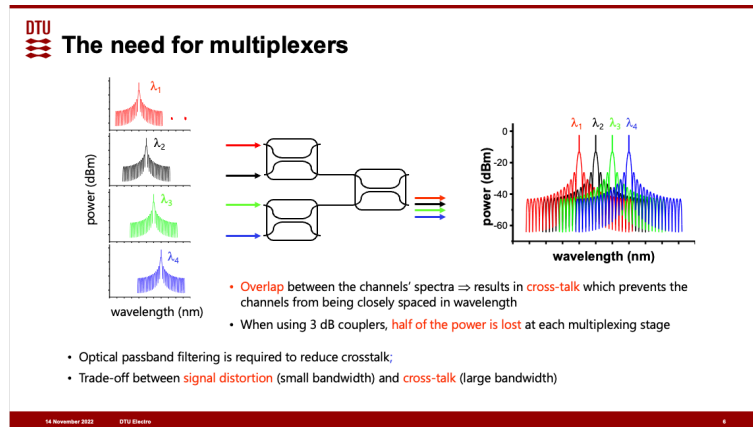 DTU
The need for multiplexers
λ1
λ2
λ3
λ4
power (dBm)
wavelength (nm)
λ1 λ2 λ3 λ4
0
-20
-40
-60
power (dBm)
wavelength (nm)
• Overlap between the channels' spectra ⇒ results in cross-talk which prevents the
channels from being closely spaced in wavelength
• When using 3 dB couplers, half of the power is lost at each multiplexing stage
• Optical passband filtering is required to reduce crosstalk;
• Trade-off between signal distortion (small bandwidth) and cross-talk (large bandwidth)
14 November 2022 DTU Electro 6